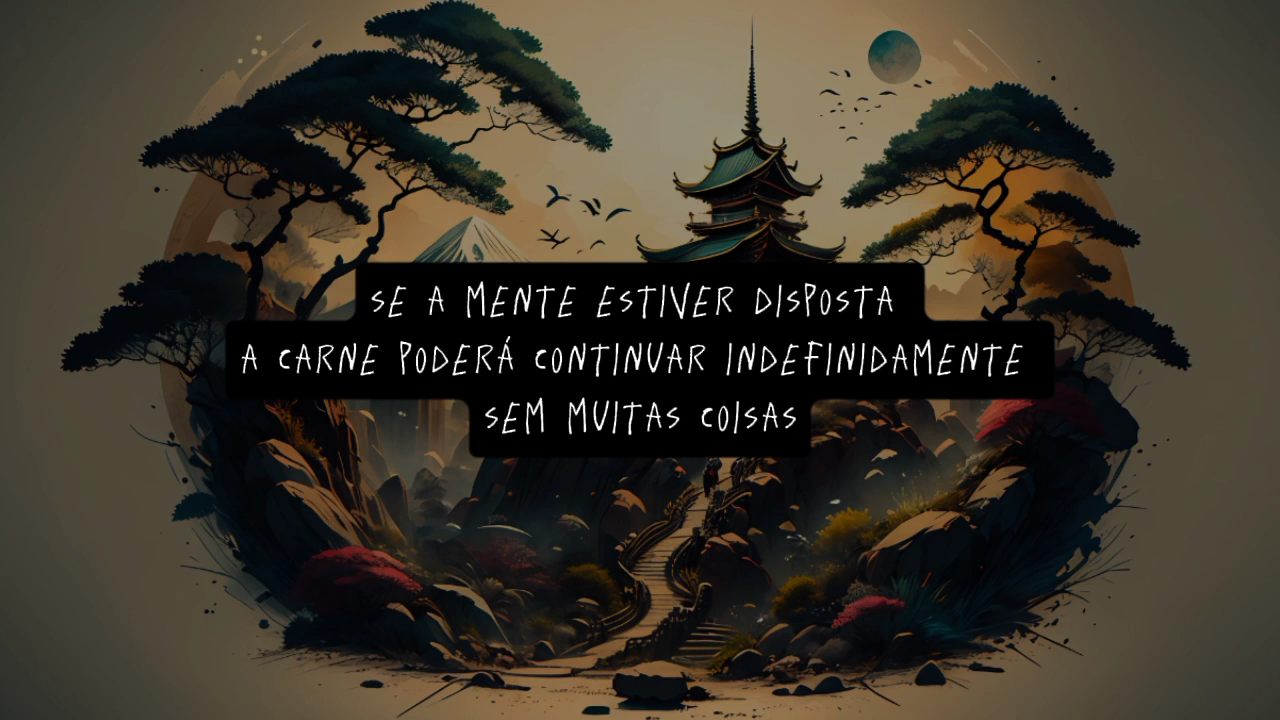 SE A MENTE ESTIVER DISPOSTA
A CARNE PODERÁ CONTINUAR INDEFINIDAMENTE
SEM MUITAS COISAS